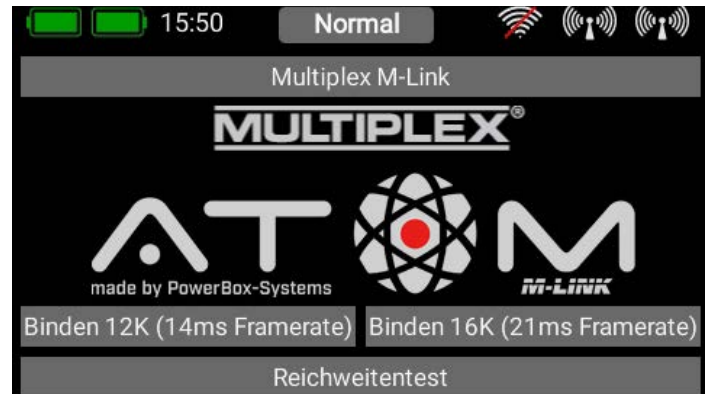 15:50 Normal
Multiplex M-Link
MULTIPLEX®
ATOM
made by PowerBox-Systems M-LINK
Binden 12K (14ms Framerate) Binden 16K (21ms Framerate)
Reichweitentest